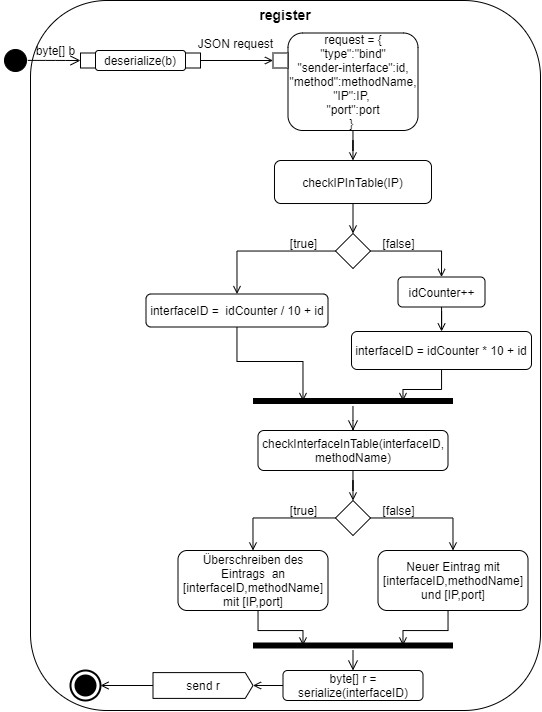 register
byte[] b
deserialize(b)
JSON request
request = {
"type":"bind"
"sender-interface":id,
"method":methodName,
"IP":IP,
"port":port
}
checkIPInTable(IP)
[true]
[false]
interfaceID =  idCounter / 10 + id
idCounter++
interfaceID = idCounter * 10 + id
checkInterfaceInTable(interfaceID,
methodName)
[true]
[false]
Überschreiben des
Eintrags  an
[interfaceID,methodName]
mit [IP,port]
Neuer Eintrag mit
[interfaceID,methodName]
und [IP,port]
send r
byte[] r =
serialize(interfaceID)